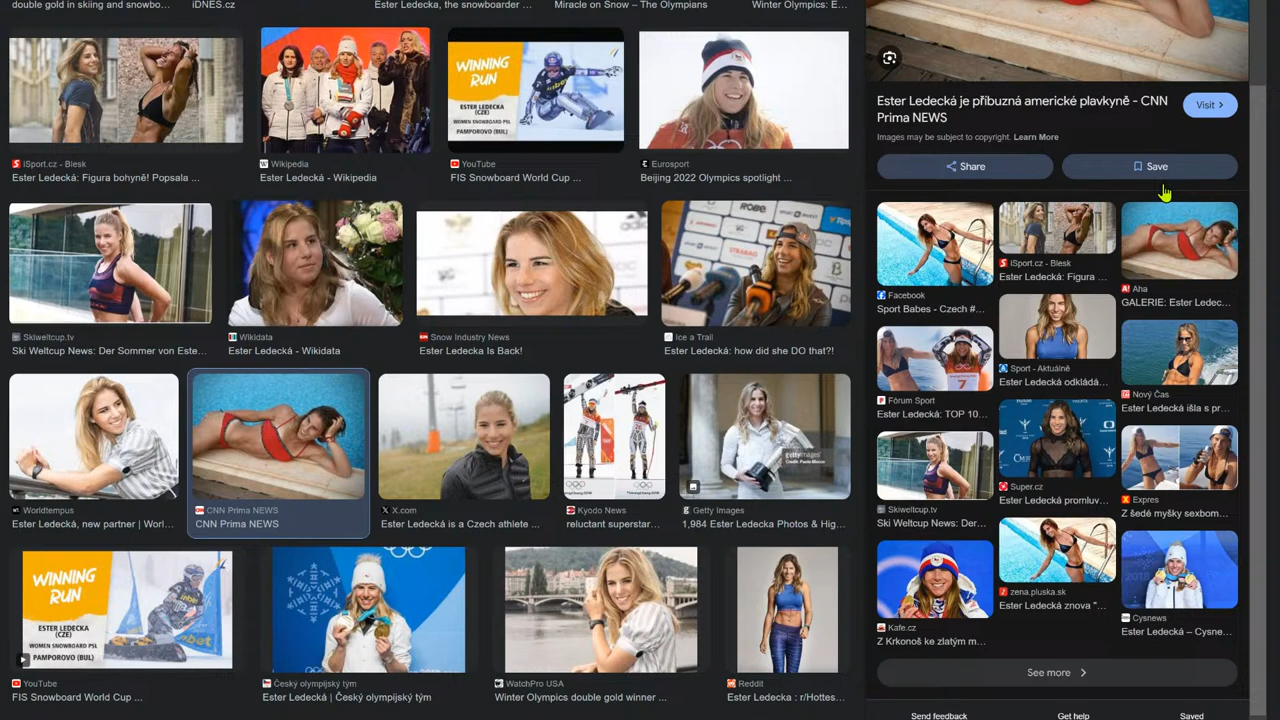 double gold in skiing and snowbo...
iDNES.cz
Ester Ledecka, the snowboarder ...
Miracle on Snow – The Olympians
Winter Olympics: E...
WINNING
RUN
ESTER LEDECKA
(CZE)
WOMEN SNOWBOARD PSL
PAMPOROVO (BUL)
iSport.cz - Blesk
Ester Ledecká: Figura bohyně! Popsala ...
Wikipedia
Ester Ledecká - Wikipedia
YouTube
FIS Snowboard World Cup ...
Eurosport
Beijing 2022 Olympics spotlight ...
Skiweltcup.tv
Ski Weltcup News: Der Sommer von Este...
Wikidata
Ester Ledecká - Wikidata
Snow Industry News
Ester Ledecka Is Back!
Ice a Trail
Ester Ledecká: how did she DO that?!
Worldtempus
Ester Ledecká, new partner | Worl...
CNN Prima NEWS
CNN Prima NEWS
X.com
Ester Ledecká is a Czech athlete ...
Kyodo News
reluctant superstar...
gettyimages
Credit: Paolo Blocco
Getty Images
1,984 Ester Ledecka Photos & Hig...
WINNING
RUN
ESTER LEDECKA
(CZE)
WOMEN SNOWBOARD PSL
PAMPOROVO (BUL)
YouTube
FIS Snowboard World Cup ...
Český olympijský tým
Ester Ledecká | Český olympijský tým
WatchPro USA
Winter Olympics double gold winner ...
Reddit
Ester Ledecka : r/Hottes...
Ester Ledecká je příbuzná americké plavkyně - CNN
Prima NEWS
Visit
Images may be subject to copyright. Learn More
Share
Save
Facebook
Sport Babes - Czech #...
iSport.cz - Blesk
Ester Ledecká: Figura ...
Aha
GALERIE: Ester Ledec...
Fórum Sport
Ester Ledecká: TOP 10...
Sport - Aktuálně
Ester Ledecká odkládá...
Nový Čas
Ester Ledecká išla s pr...
Skiweltcup.tv
Ski Weltcup News: Der...
Super.cz
Ester Ledecká promluv...
Expres
Z šedé myšky sexbom...
Kafe.cz
Z Krkonoš ke zlatým m...
zena.pluska.sk
Ester Ledecká znova "...
Cysnews
Ester Ledecká – Cysne...
See more
Send feedback
Get help
Saved